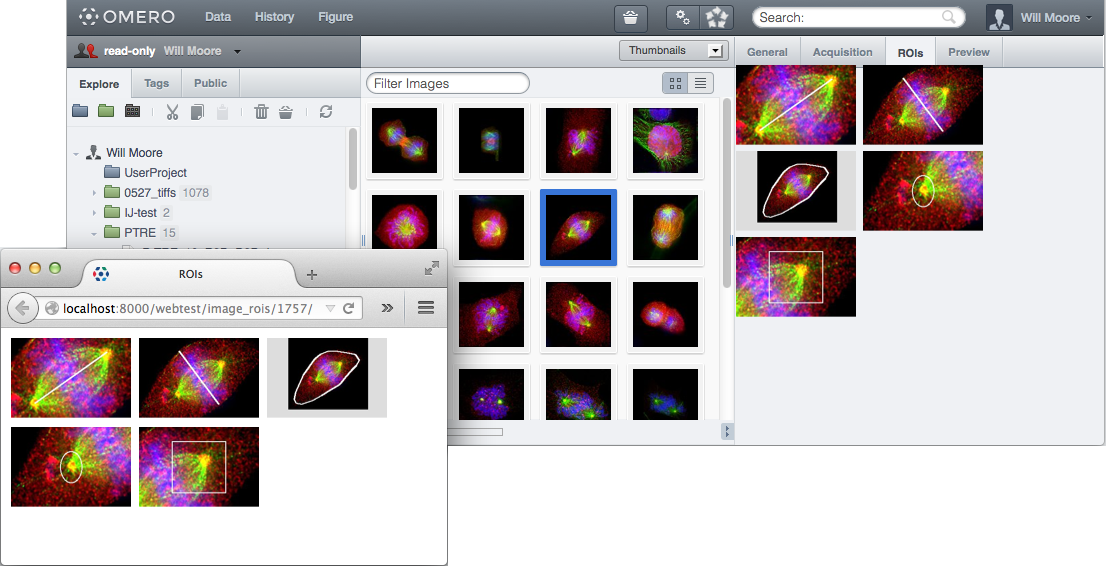 OMERO Data History Figure Search: Will Moore
read-only Will Moore Thumbnails General Acquisition ROIs Preview
Explore Tags Public Filter Images
Will Moore
UserProject
0527_tiffs 1078
IJ-test 2
PTRE 15
ROIs
localhost:8000/webtest/image_rois/1757/